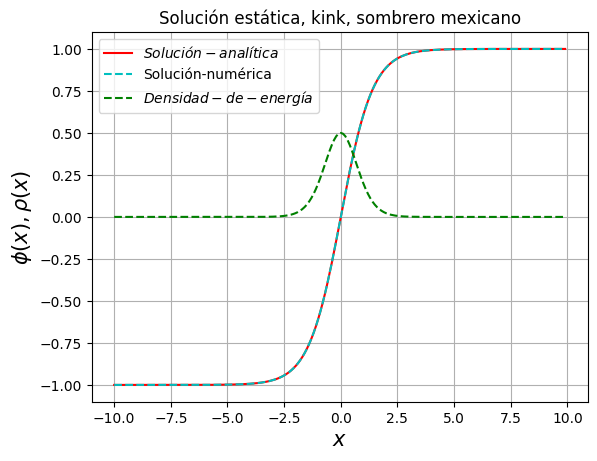 Solución estática, kink, sombrero mexicano
Solución − analítica
Solución-numérica
Densidad − de − energía
ϕ(x), ρ(x)
1.00
0.75
0.50
0.25
0.00
−0.25
−0.50
−0.75
−1.00
−10.0 −7.5 −5.0 −2.5 0.0 2.5 5.0 7.5 10.0
x